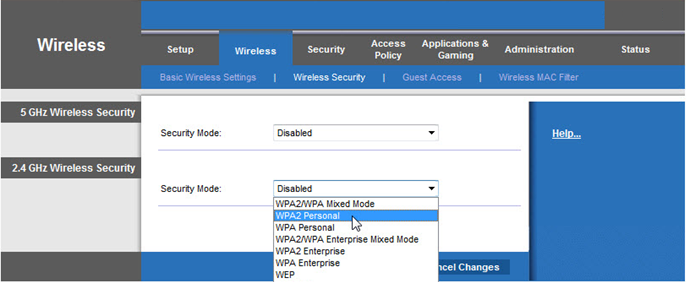 Wireless
Setup
Wireless
Security
Access Policy
Applications & Gaming
Administration
Status
Basic Wireless Settings | Wireless Security | Guest Access | Wireless MAC Filter
5 GHz Wireless Security
Security Mode: Disabled
Help...
2.4 GHz Wireless Security
Security Mode: Disabled
WPA2/WPA Mixed Mode
WPA2 Personal
WPA Personal
WPA2/WPA Enterprise Mixed Mode
WPA2 Enterprise
WPA Enterprise
WEP
ncel Changes